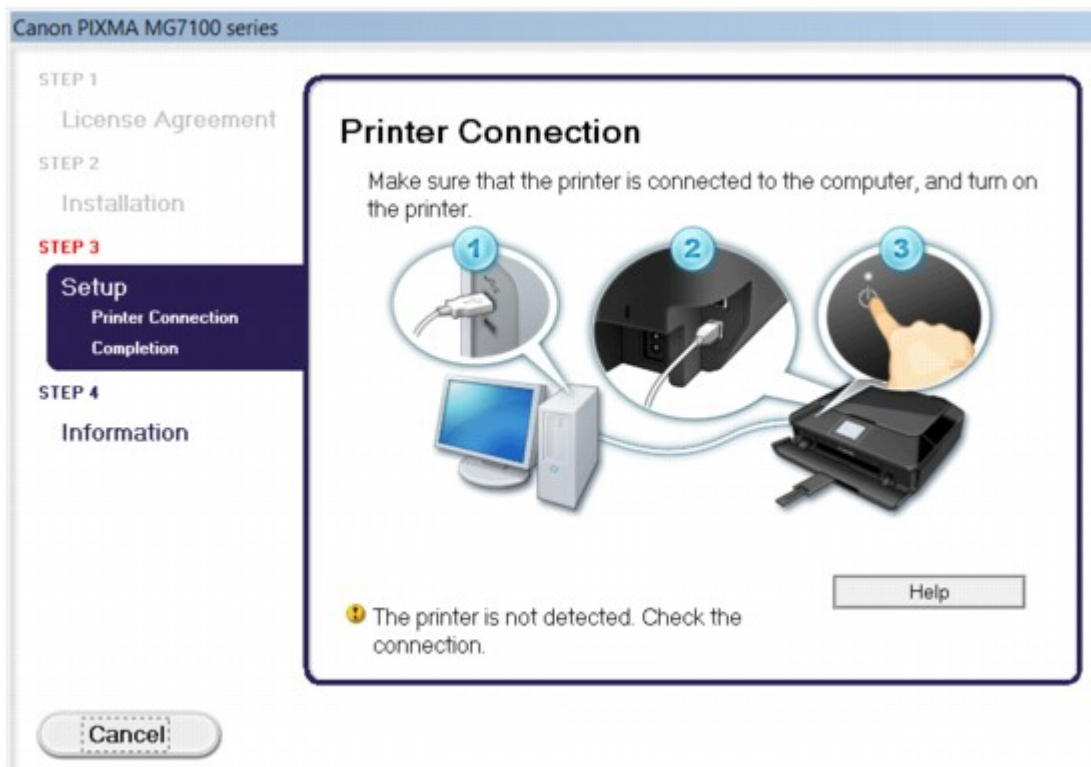 Canon PIXMA MG7100 series
STEP 1
License Agreement
STEP 2
Installation
STEP 3
Setup
Printer Connection
Completion
STEP 4
Information
Printer Connection
Make sure that the printer is connected to the computer, and turn on
the printer.
1
2
3
Help
The printer is not detected. Check the
connection.
Cancel